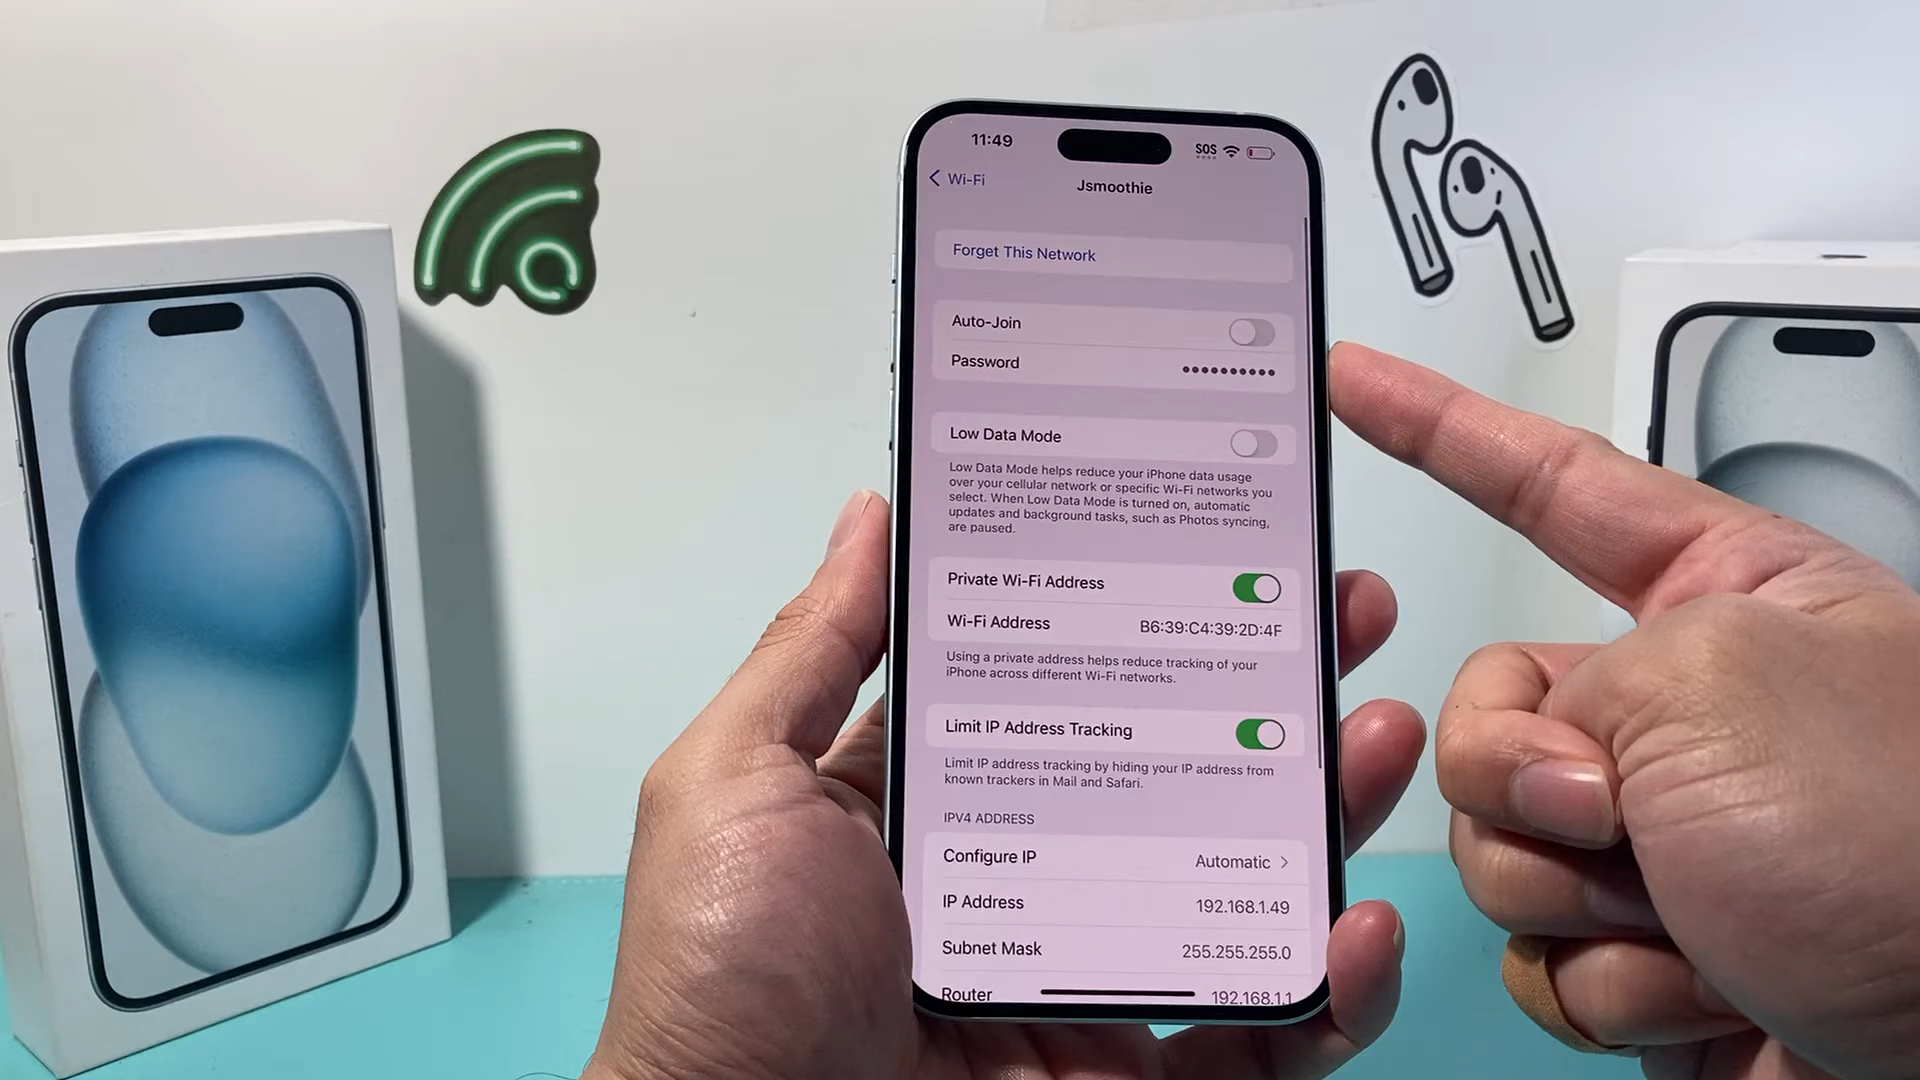 11:49
SOS
Wi-Fi
Jsmoothie
Forget This Network
Auto-Join
Password ••••••••••
Low Data Mode
Low Data Mode helps reduce your iPhone data usage
over your cellular network or specific Wi-Fi networks you
select. When Low Data Mode is turned on, automatic
updates and background tasks, such as Photos syncing,
are paused.
Private Wi-Fi Address
Wi-Fi Address B6:39:C4:39:2D:4F
Using a private address helps reduce tracking of your
iPhone across different Wi-Fi networks.
Limit IP Address Tracking
Limit IP address tracking by hiding your IP address from
known trackers in Mail and Safari.
IPV4 ADDRESS
Configure IP Automatic
IP Address 192.168.1.49
Subnet Mask 255.255.255.0
Router 192.168.1.1